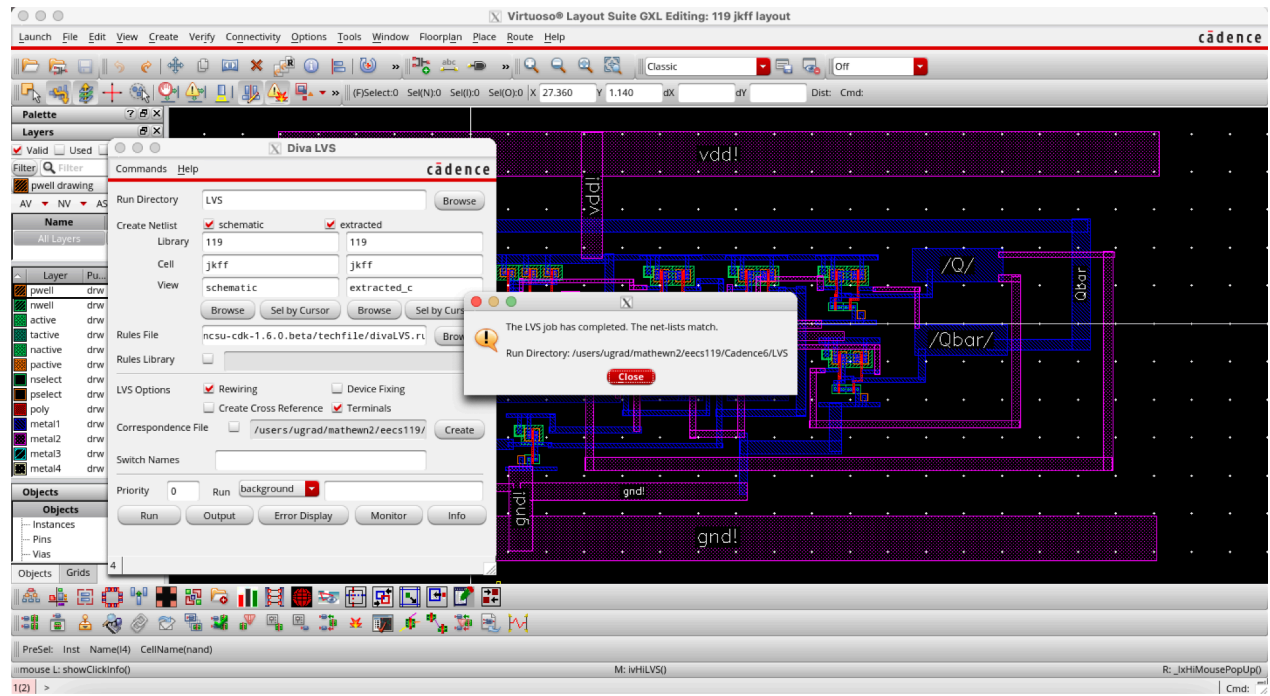 Virtuoso® Layout Suite GXL Editing: 119 jkff layout
Launch File Edit View Create Verify Connectivity Options Tools Window Floorplan Place Route Help
cādence
Classic
Off
(F)Select:0 Sel(N):0 Sel(I):0 Sel(O):0 X 27.360 Y 1.140 dX dY Dist: Cmd:
Palette
Layers
Valid Used
Filter Filter
pwell drawing
AV NV AS
Name
All Layers
Layer Pu...
pwell drw
nwell drw
active drw
tactive drw
nactive drw
pactive drw
nselect drw
pselect drw
poly drw
metal1 drw
metal2 drw
metal3 drw
metal4 drw
Objects
Objects
Instances
Pins
Vias
Objects Grids
Diva LVS
Commands Help
cādence
Run Directory LVS Browse
Create Netlist schematic extracted
Library 119 119
Cell jkff jkff
View schematic extracted_c
Browse Sel by Cursor Browse Sel by Curs
Rules File ncsu-cdk-1.6.0.beta/techfile/divaLVS.ru Brow
Rules Library
LVS Options Rewiring Device Fixing
Create Cross Reference Terminals
Correspondence File /users/ugrad/mathewn2/eecs119/ Create
Switch Names
Priority 0 Run background
Run Output Error Display Monitor Info
4
The LVS job has completed. The net-lists match.
Run Directory: /users/ugrad/mathewn2/eecs119/Cadence6/LVS
Close
vdd!
vdd!
/Q/
Qbar
/Qbar/
gnd!
gnd!
gnd!
PreSel: Inst Name(I4) CellName(nand)
mouse L: showClickInfo() M: ivHiLVS() R: _lxHiMousePopUp()
1(2) > Cmd: